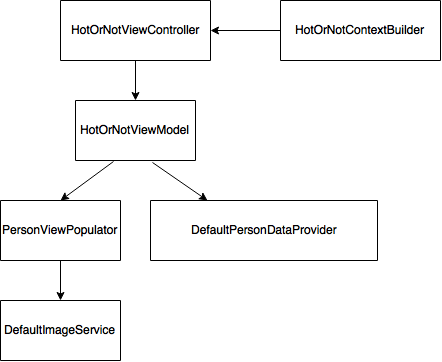 HotOrNotViewController
HotOrNotContextBuilder
HotOrNotViewModel
PersonViewPopulator
DefaultPersonDataProvider
DefaultImageService